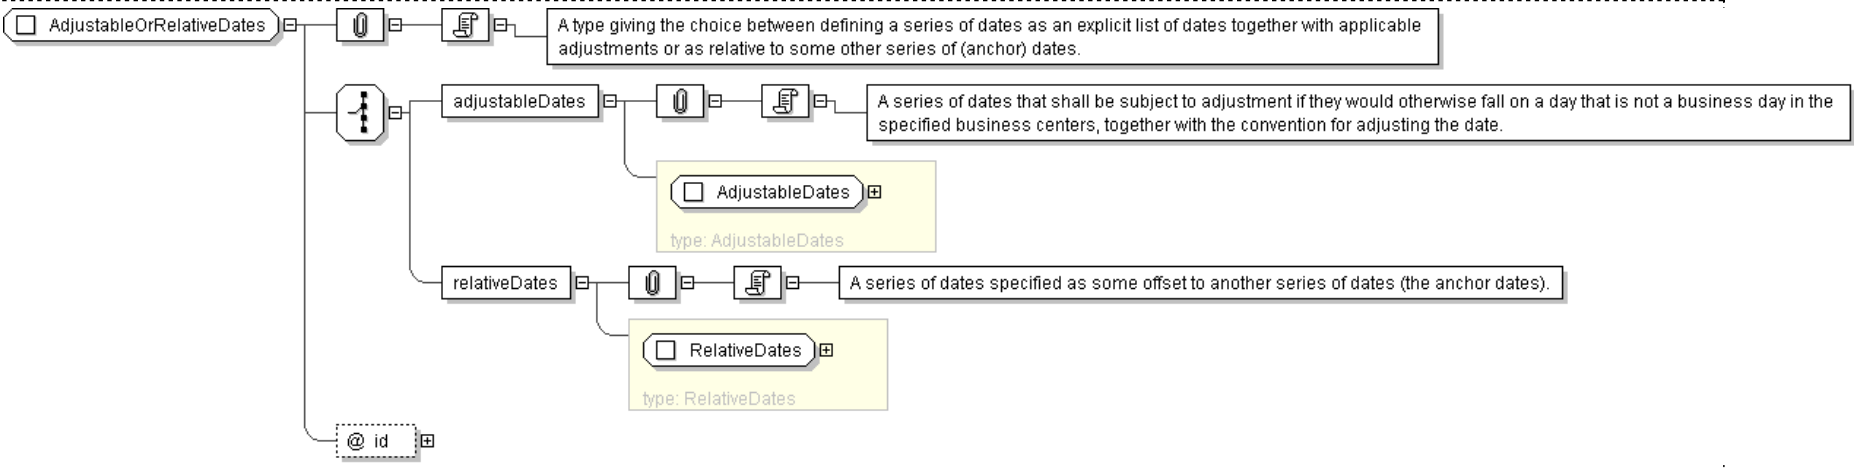 AdjustableOrRelativeDates
A type giving the choice between defining a series of dates as an explicit list of dates together with applicable
adjustments or as relative to some other series of (anchor) dates.
adjustableDates
A series of dates that shall be subject to adjustment if they would otherwise fall on a day that is not a business day in the
specified business centers, together with the convention for adjusting the date.
AdjustableDates
type: AdjustableDates
relativeDates
A series of dates specified as some offset to another series of dates (the anchor dates).
RelativeDates
type: RelativeDates
@ id